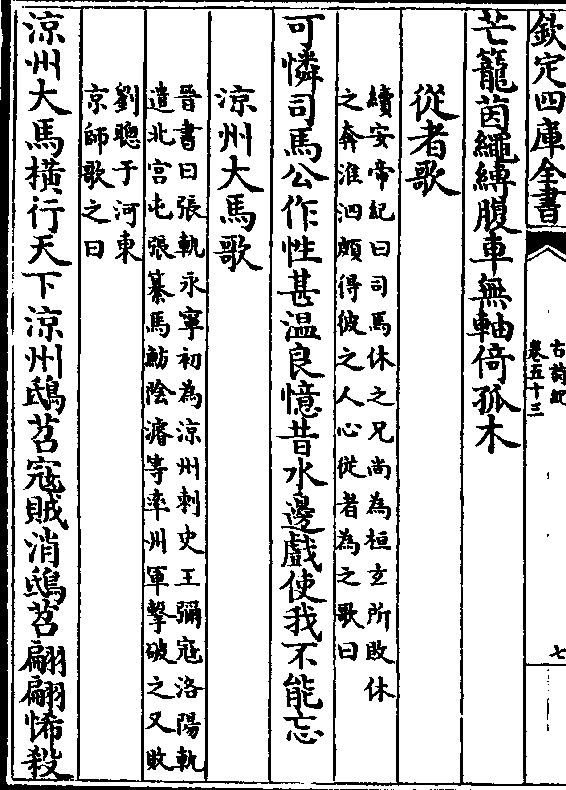 欽定四庫全書
古詩紀
卷五十三
七
芒籠茵繩縛腹車無軸倚孤木
從者歌
續安帝紀曰司馬休之兄尚為桓玄所敗休
之奔淮泗頗得彼之人心從者為之歌曰
可憐司馬公作性甚温良憶昔水邊戲使我不能忘
涼州大馬歌
晉書曰張軌永寧初為涼州刺史王彌寇洛陽軌
遣北宫屯張纂馬魴陰濬等率州軍擊破之又敗
劉聰于河東
京師歌之曰
涼州大馬横行天下涼州鴟苕寇賊消鴟苕翩翩怖殺